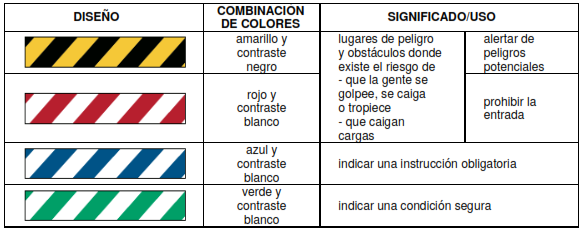 DISEÑO
COMBINACIÓN
DE COLORES
SIGNIFICADO/USO
amarillo y
contraste
negro
lugares de peligro
y obstáculos donde
existe el riesgo de
- que la gente se
golpee, se caiga
o tropiece
- que caigan
cargas
alertar de
peligros
potenciales
rojo y
contraste
blanco
prohibir la
entrada
azul y
contraste
blanco
indicar una instrucción obligatoria
verde y
contraste
blanco
indicar una condición segura